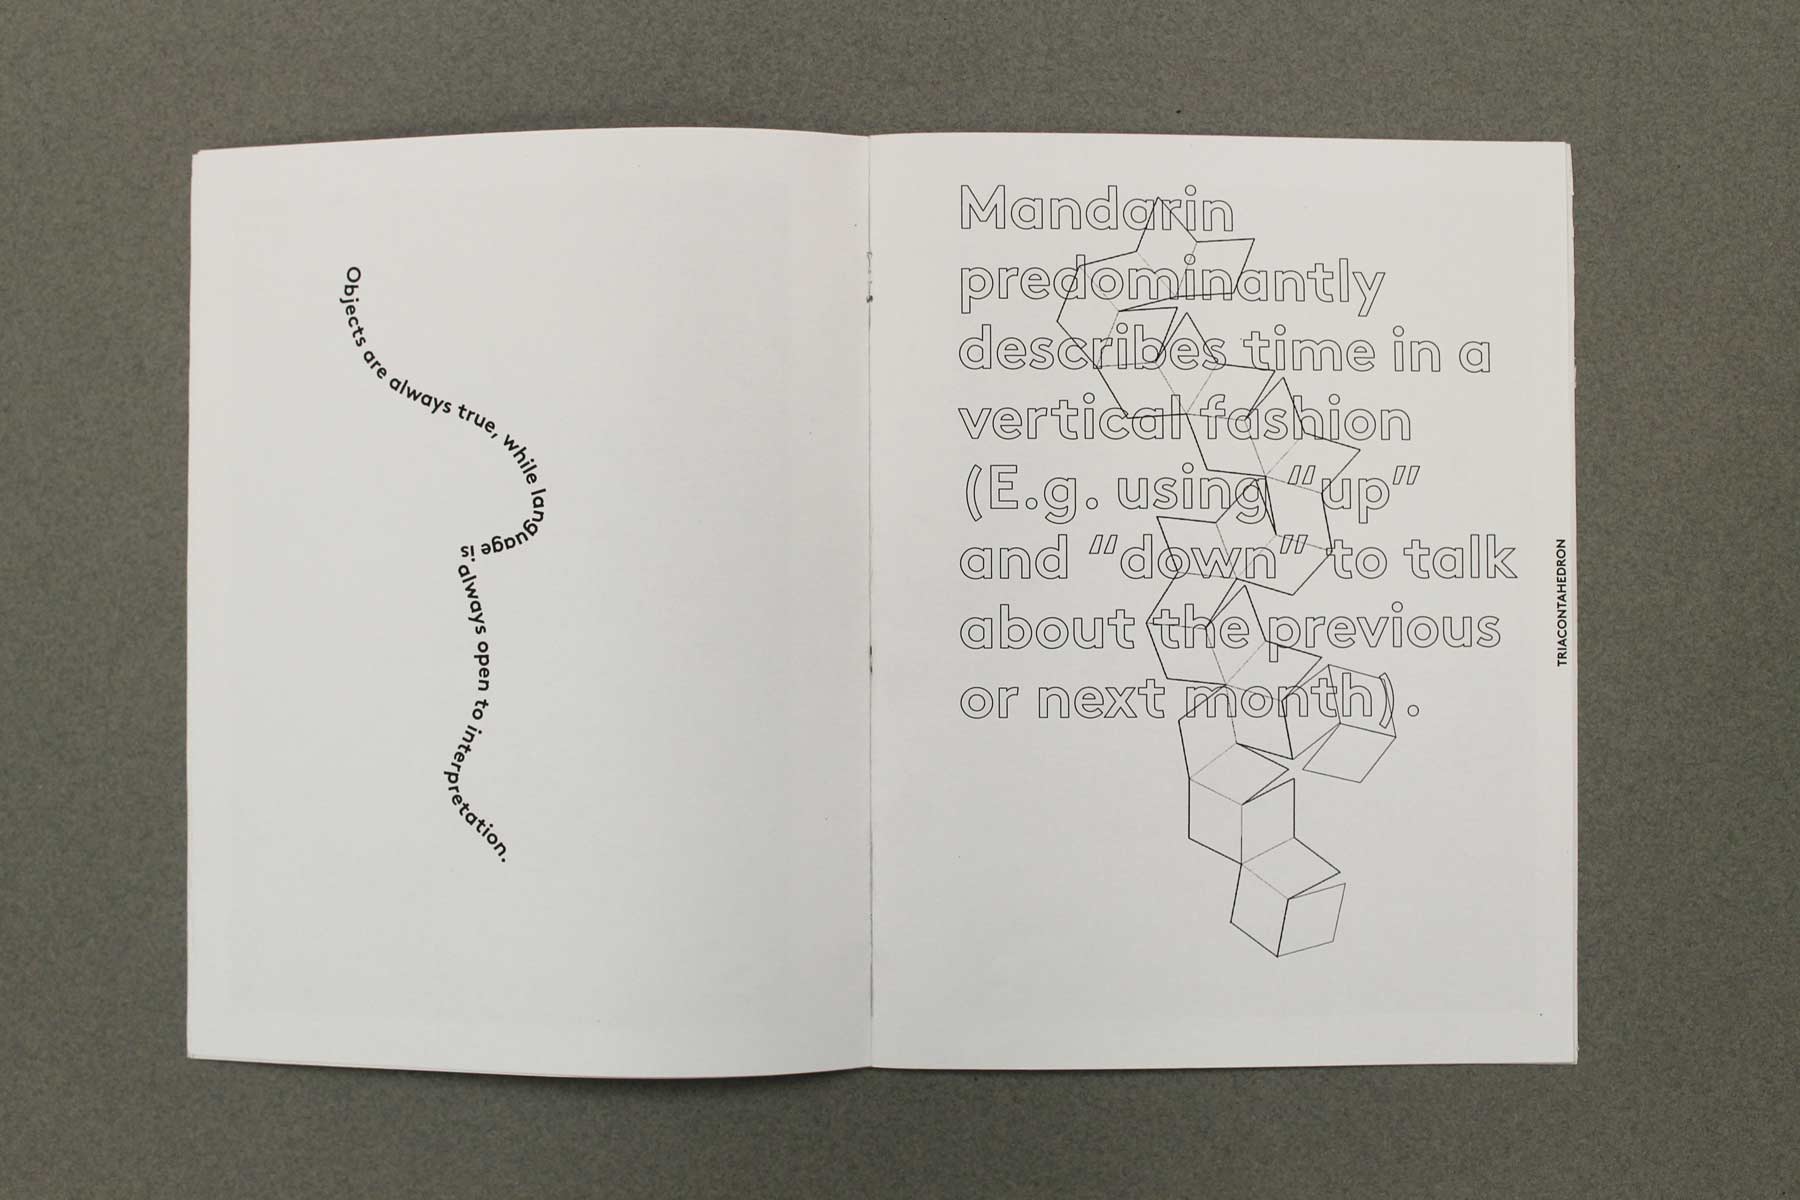 Objects are always true, while language is always open to interpretation.
Mandarin
predominantly
describes time in a
vertical fashion
(E.g. using “up”
and “down” to talk
about the previous
or next month).
TRIACONTAHEDRON